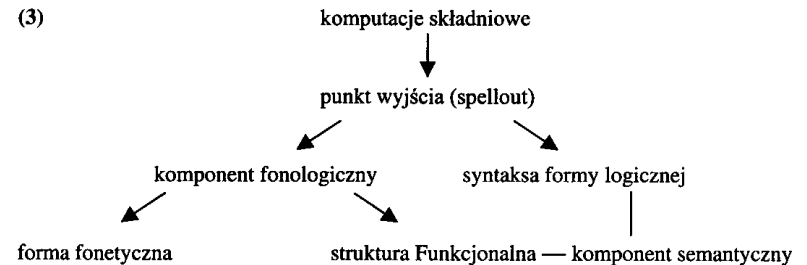 (3) komputacje składniowe
punkt wyjścia (spellout)
komponent fonologiczny syntaksa formy logicznej
forma fonetyczna struktura Funkcjonalna — komponent semantyczny